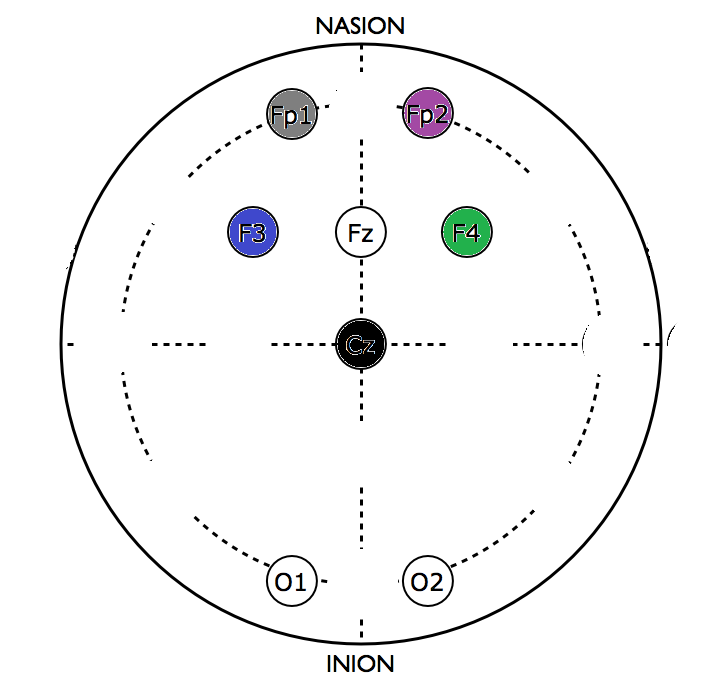 NASION
Fp1 Fp2
F3 Fz F4
Cz
O1 O2
INION